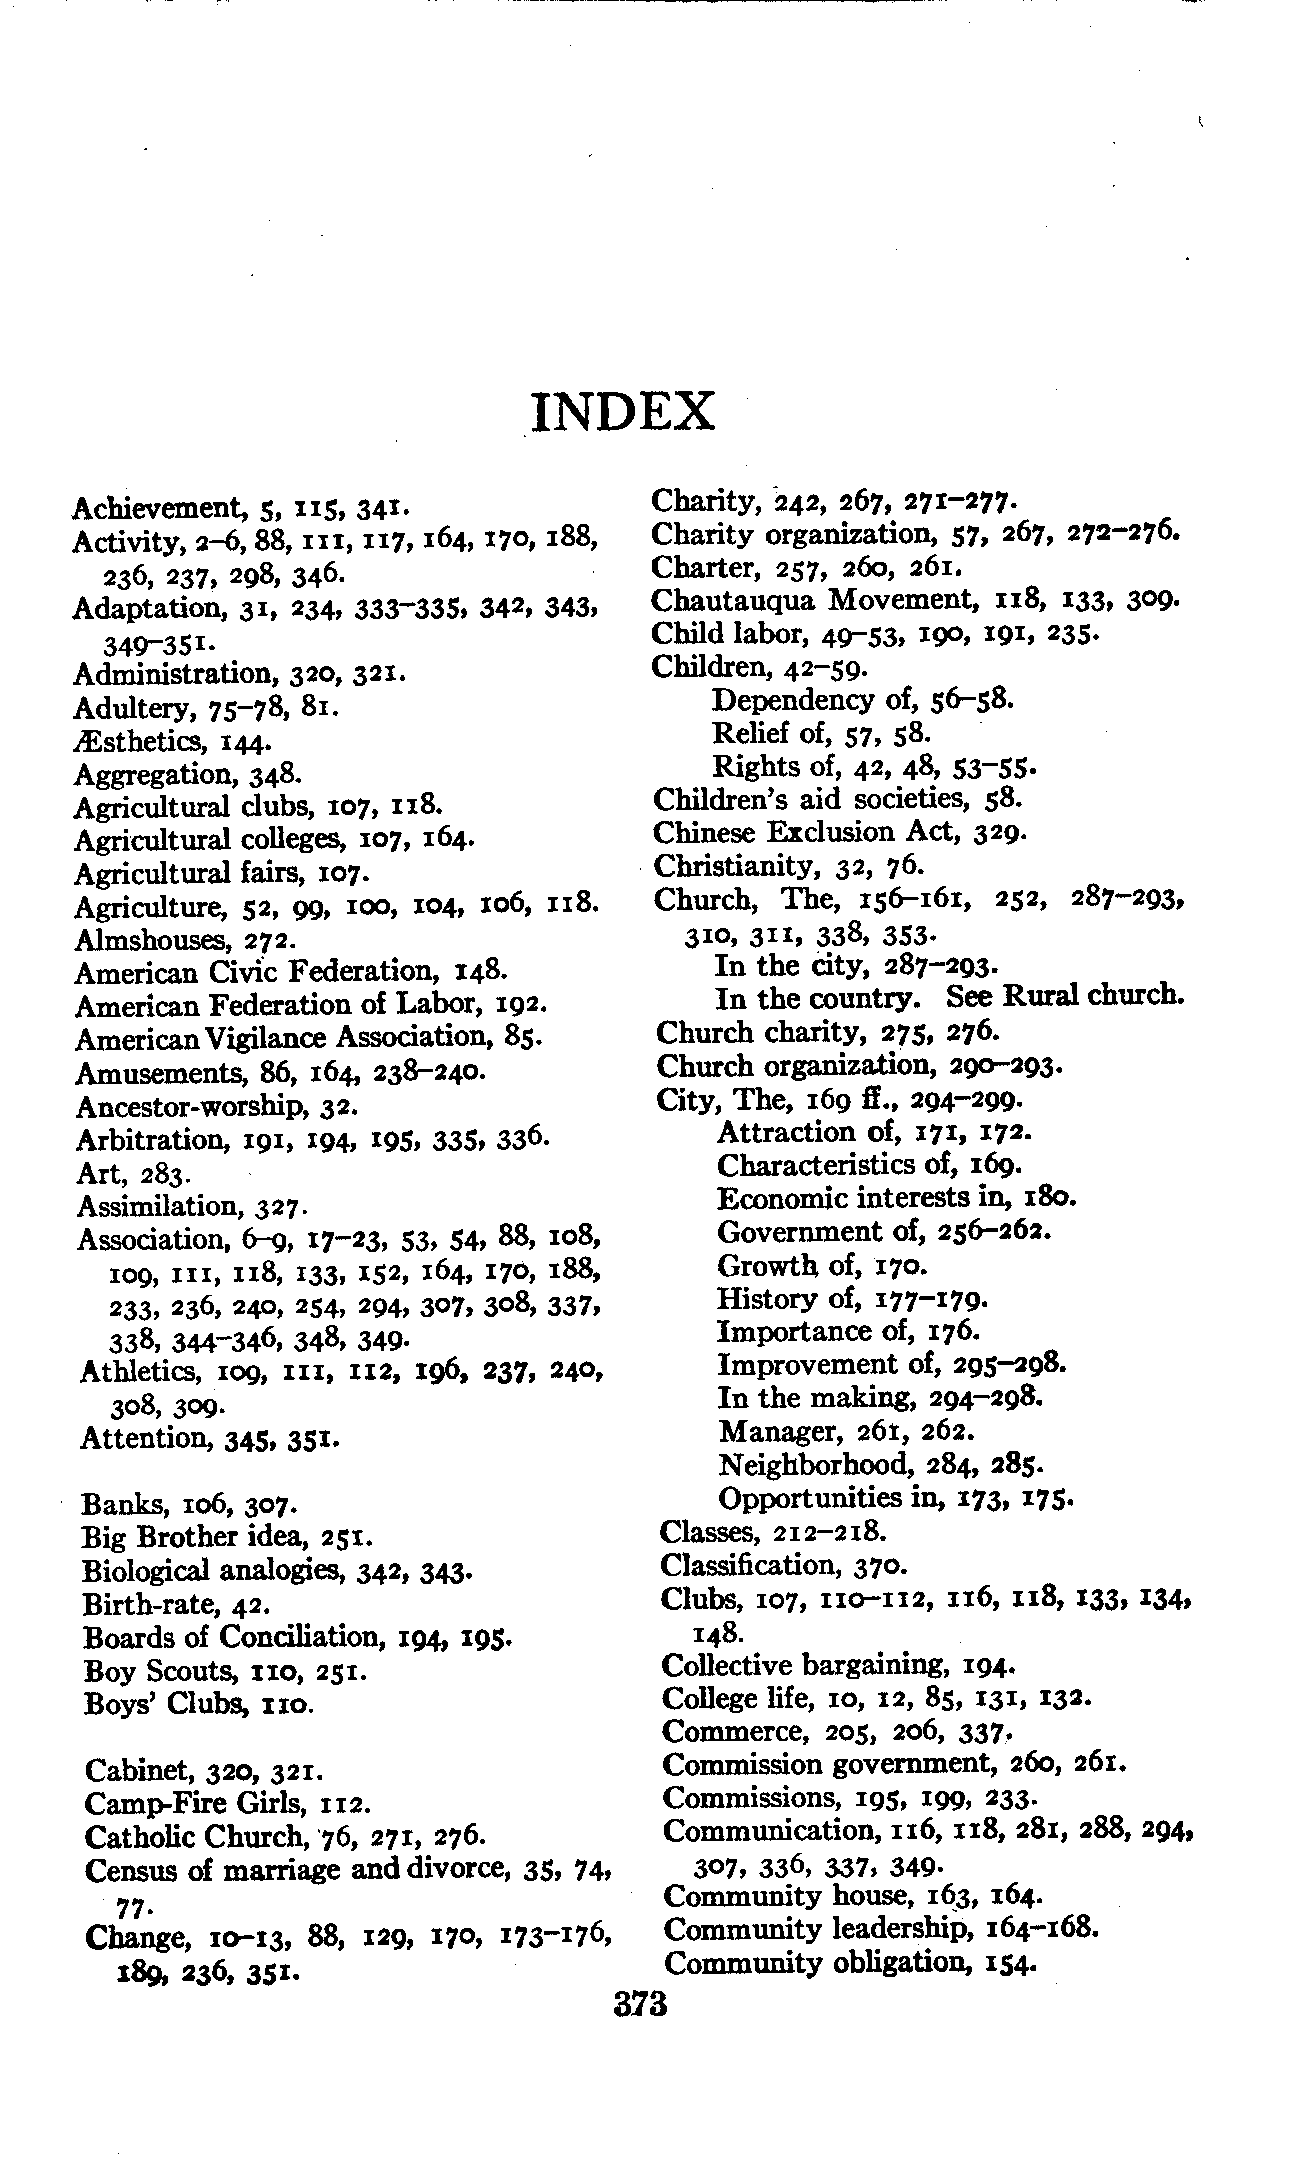 INDEX
Achievement, 5, 115, 341.
Activity, 2–6, 88, 111, 117, 164, 170, 188,
236, 237, 298, 346.
Adaptation, 31, 234, 333–335, 342, 343,
349–351.
Administration, 320, 321.
Adultery, 75–78, 81.
Æsthetics, 144.
Aggregation, 348.
Agricultural clubs, 107, 118.
Agricultural colleges, 107, 164.
Agricultural fairs, 107.
Agriculture, 52, 99, 100, 104, 106, 118.
Almshouses, 272.
American Civic Federation, 148.
American Federation of Labor, 192.
American Vigilance Association, 85.
Amusements, 86, 164, 238–240.
Ancestor-worship, 32.
Arbitration, 191, 194, 195, 335, 336.
Art, 283.
Assimilation, 327.
Association, 6–9, 17–23, 53, 54, 88, 108,
109, 111, 118, 133, 152, 164, 170, 188,
233, 236, 240, 254, 294, 307, 308, 337,
338, 344–346, 348, 349.
Athletics, 109, 111, 112, 196, 237, 240,
308, 309.
Attention, 345, 351.
Banks, 106, 307.
Big Brother idea, 251.
Biological analogies, 342, 343.
Birth-rate, 42.
Boards of Conciliation, 194, 195.
Boy Scouts, 110, 251.
Boys' Clubs, 110.
Cabinet, 320, 321.
Camp-Fire Girls, 112.
Catholic Church, 76, 271, 276.
Census of marriage and divorce, 35, 74,
77.
Change, 10–13, 88, 129, 170, 173–176,
189, 236, 351.
Charity, 242, 267, 271–277.
Charity organization, 57, 267, 272–276.
Charter, 257, 260, 261.
Chautauqua Movement, 118, 133, 309.
Child labor, 49–53, 190, 191, 235.
Children, 42–59.
Dependency of, 56–58.
Relief of, 57, 58.
Rights of, 42, 48, 53–55.
Children's aid societies, 58.
Chinese Exclusion Act, 329.
Christianity, 32, 76.
Church, The, 156–161, 252, 287–293,
310, 311, 338, 353.
In the city, 287–293.
In the country. See Rural church.
Church charity, 275, 276.
Church organization, 290–293.
City, The, 169 ff., 294–299.
Attraction of, 171, 172.
Characteristics of, 169.
Economic interests in, 180.
Government of, 256–262.
Growth of, 170.
History of, 177–179.
Importance of, 176.
Improvement of, 295–298.
In the making, 294–298.
Manager, 261, 262.
Neighborhood, 284, 285.
Opportunities in, 173, 175.
Classes, 212–218.
Classification, 370.
Clubs, 107, 110–112, 116, 118, 133, 134,
148.
Collective bargaining, 194.
College life, 10, 12, 85, 131, 132.
Commerce, 205, 206, 337.
Commission government, 260, 261.
Commissions, 195, 199, 233.
Communication, 116, 118, 281, 288, 294,
307, 336, 337, 349.
Community house, 163, 164.
Community leadership, 164–168.
Community obligation, 154.
373